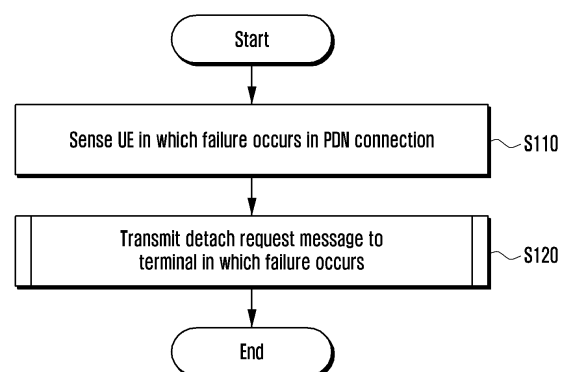 Start
Sense UE in which failure occurs in PDN connection
S110
Transmit detach request message to
terminal in which failure occurs
S120
End